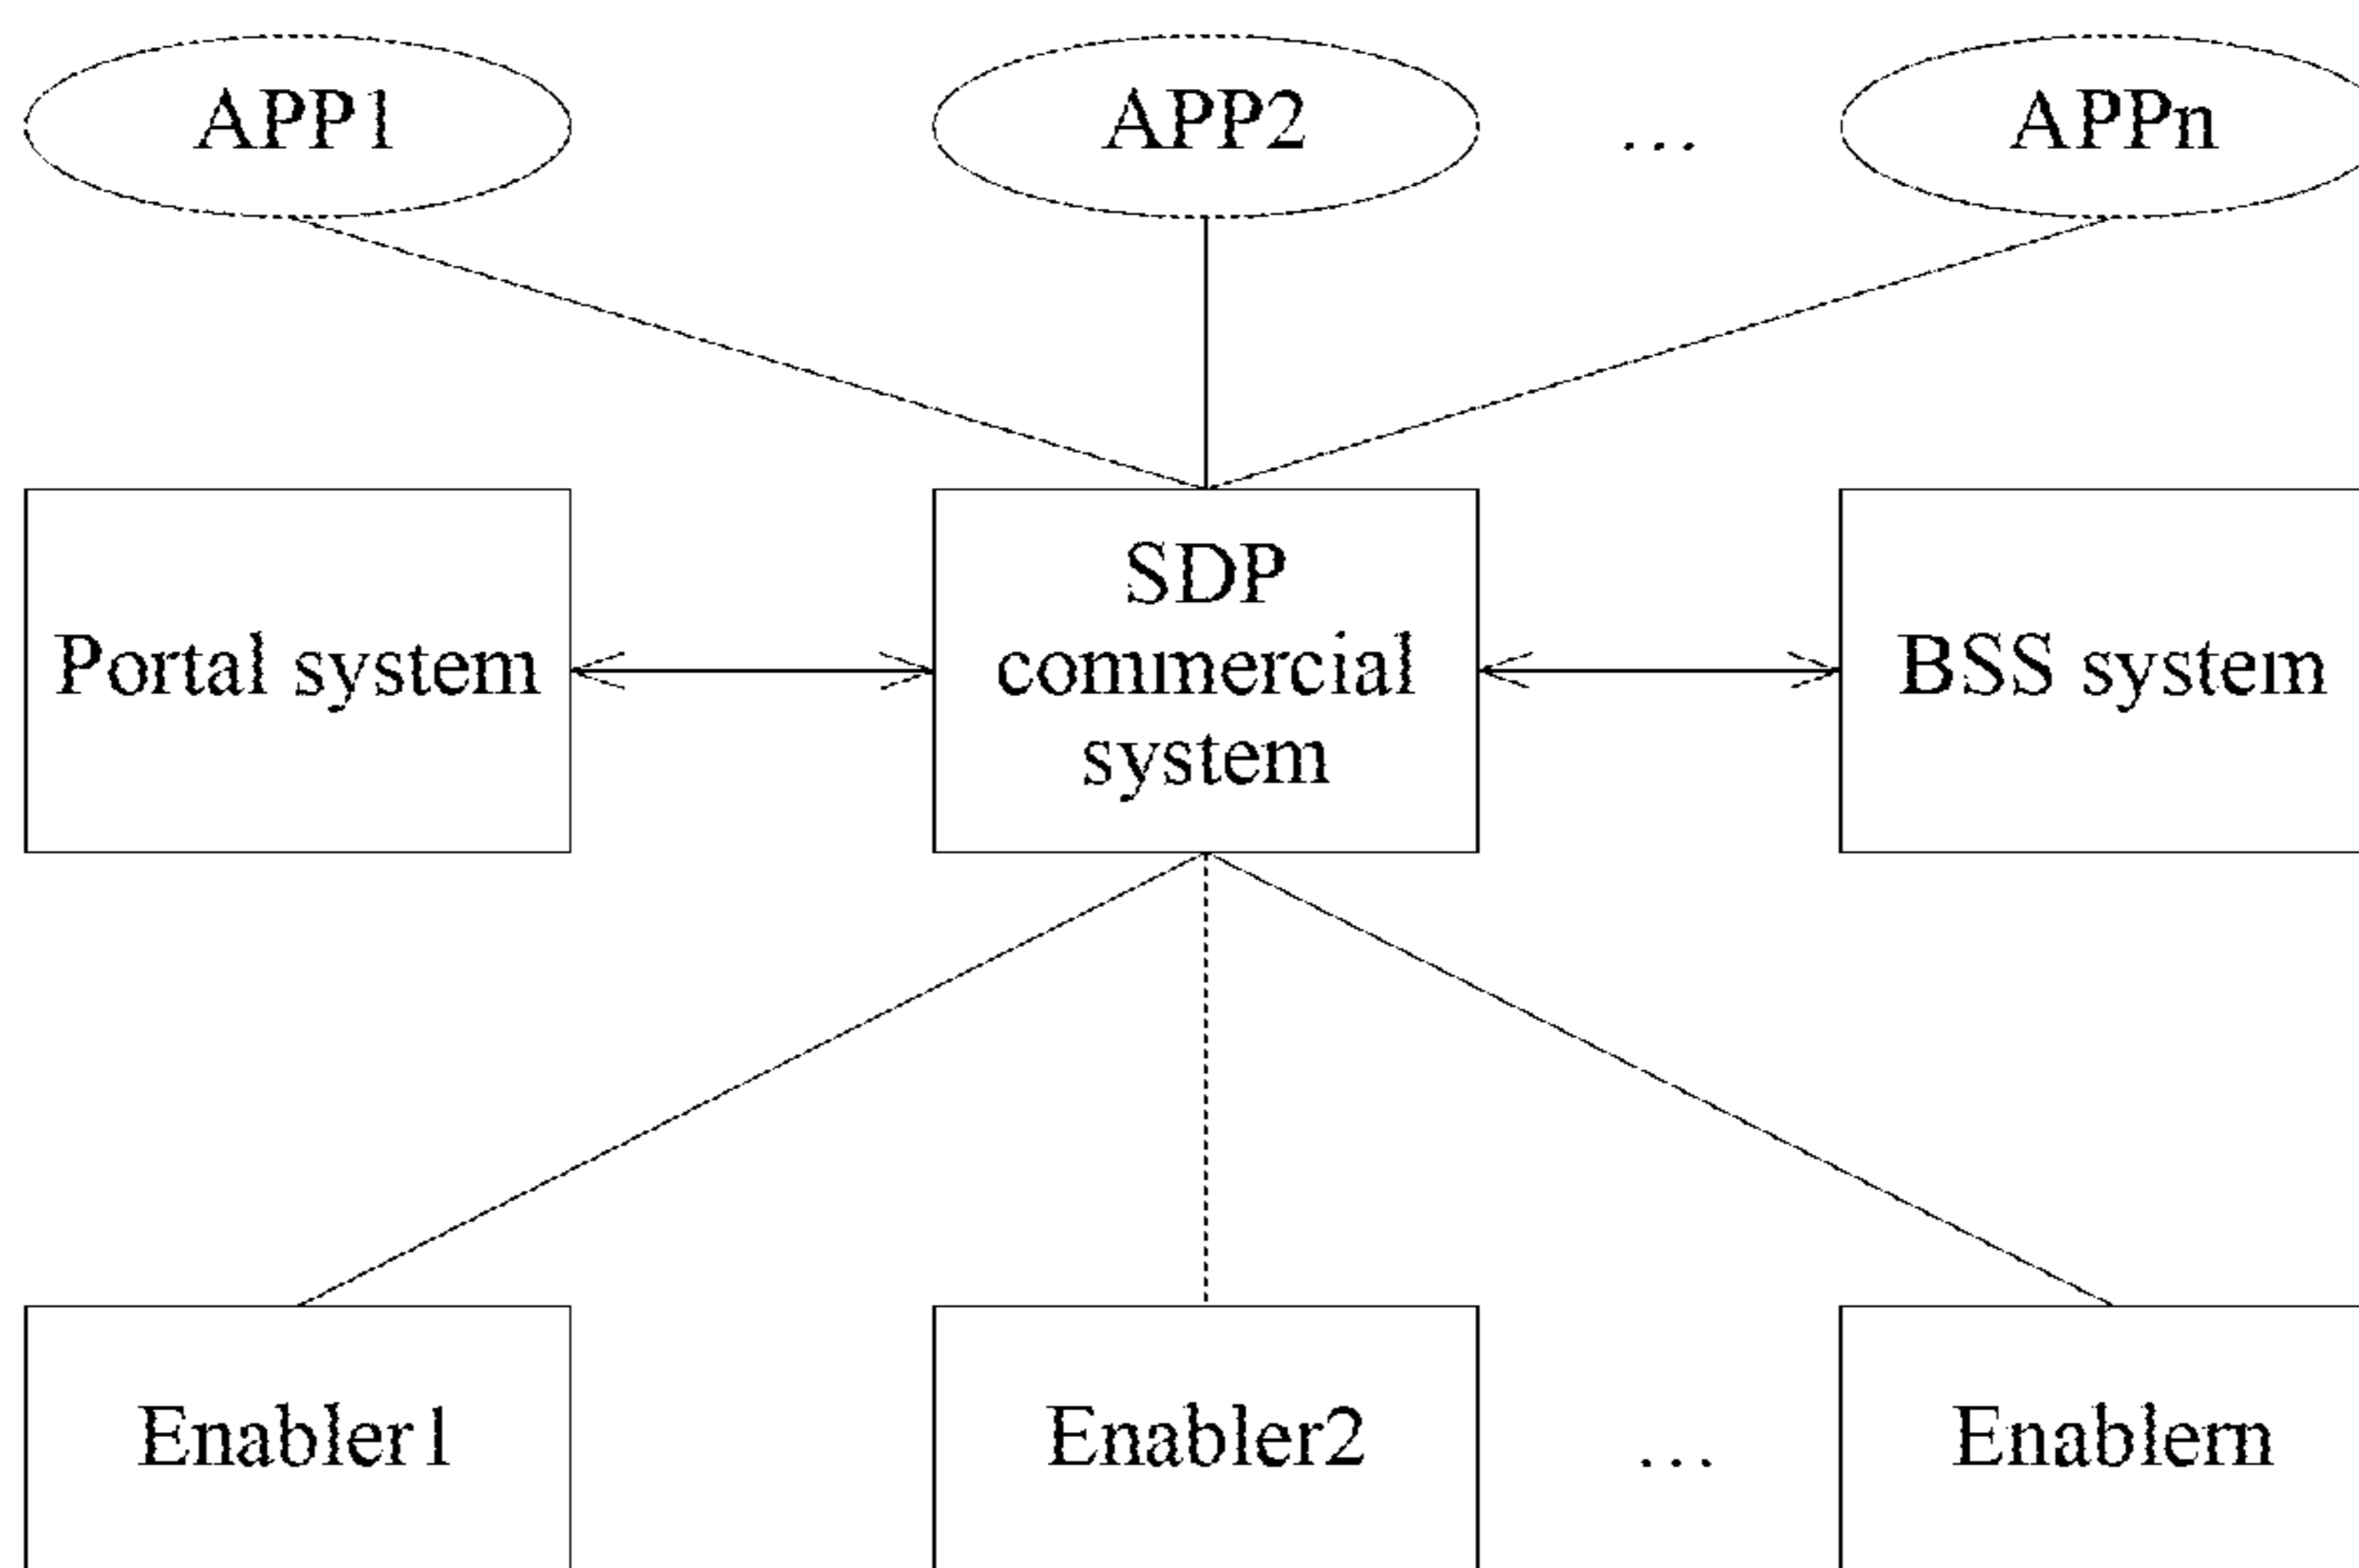 APP1
APP2
…
APPn
SDP
commercial
system
Portal system
BSS system
Enabler1
Enabler2
…
Enablern